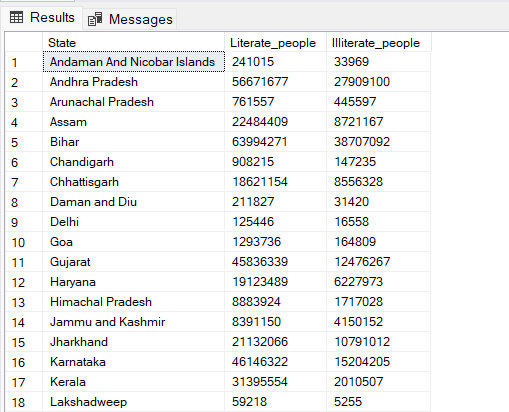 Results Messages
State Literate_people Illiterate_people
1 Andaman And Nicobar Islands 241015 33969
2 Andhra Pradesh 56671677 27909100
3 Arunachal Pradesh 761557 445597
4 Assam 22484409 8721167
5 Bihar 63994271 38707092
6 Chandigarh 908215 147235
7 Chhattisgarh 18621154 8556328
8 Daman and Diu 211827 31420
9 Delhi 125446 16558
10 Goa 1293736 164809
11 Gujarat 45836339 12476267
12 Haryana 19123489 6227973
13 Himachal Pradesh 8883924 1717028
14 Jammu and Kashmir 8391150 4150152
15 Jharkhand 21132066 10791012
16 Karnataka 46146322 15204205
17 Kerala 31395554 2010507
18 Lakshadweep 59218 5255